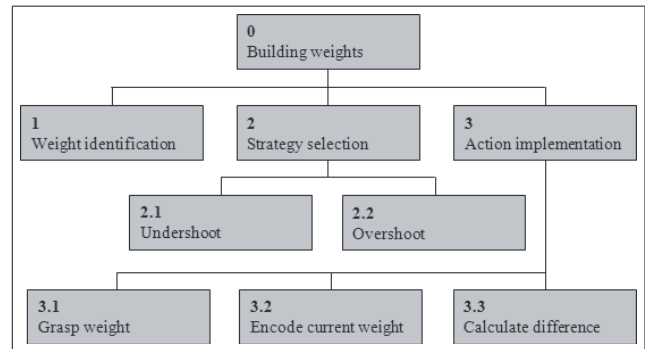 0
Building weights
1
Weight identification
2
Strategy selection
3
Action implementation
2.1
Undershoot
2.2
Overshoot
3.1
Grasp weight
3.2
Encode current weight
3.3
Calculate difference